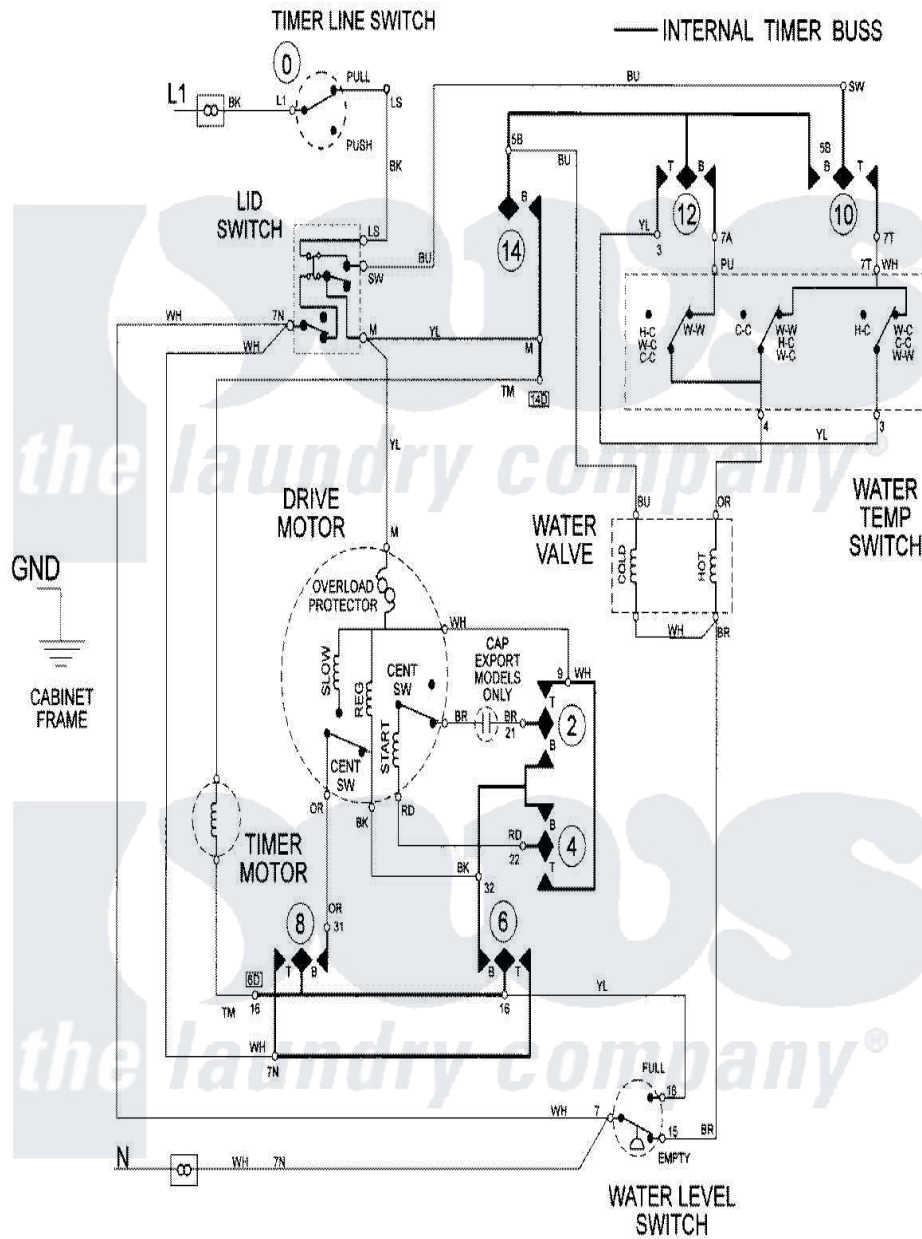 TIMER LINE SWITCH
INTERNAL TIMER BUSS
0
PULL
BU
SW
L1
BK
L1
LS
PUSH
5B
BU
T
B
5B
B
T
BK
LID
SWITCH
B
12
10
14
YL
LS
3
7A
7T
BU
PU
7T
WH
SW
WH
7N
H-C
W-C
C-C
W-W
C-C
W-W
H-C
W-C
H-C
W-C
C-C
W-W
WH
M
YL
M
TM
14D
4
3
YL
YL
the laundry company®
DRIVE
MOTOR
WATER
VALVE
WATER
TEMP
SWITCH
BU
OR
M
GND
OVERLOAD
PROTECTOR
COLD
HOT
WH
WH
BR
CABINET
FRAME
SLOW
REG
CENT
SW
START
CAP
EXPORT
MODELS
ONLY
9
WH
T
BR
BR
21
2
B
CENT
SW
OR
BK
RD
B
RD
22
4
T
TIMER
MOTOR
BK
32
OR
31
8
6
T
B
B
T
6D
TM
16
16
YL
WH
7N
the laundry company®
FULL
16
WH
7
15
BR
EMPTY
N
WH
7N
WATER LEVEL
SWITCH